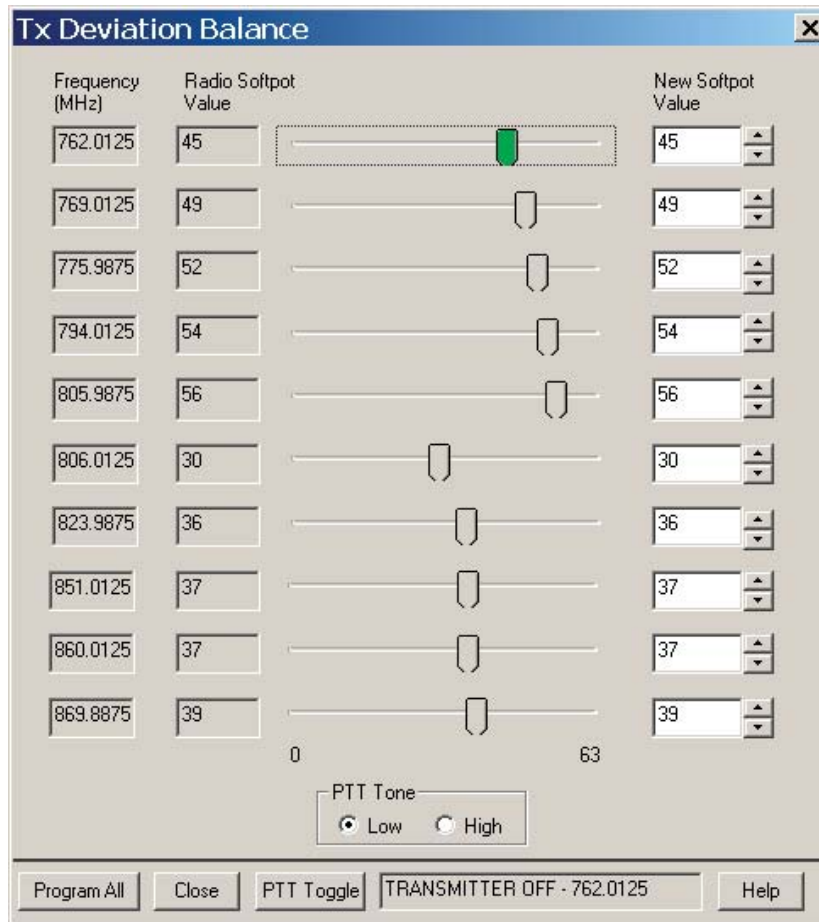 Tx Deviation Balance
Frequency (MHz)
Radio Softpot Value
New Softpot Value
762.0125 45 45
769.0125 49 49
775.9875 52 52
794.0125 54 54
805.9875 56 56
806.0125 30 30
823.9875 36 36
851.0125 37 37
860.0125 37 37
869.8875 39 39
0 63
PTT Tone
Low High
Program All Close PTT Toggle TRANSMITTER OFF - 762.0125 Help